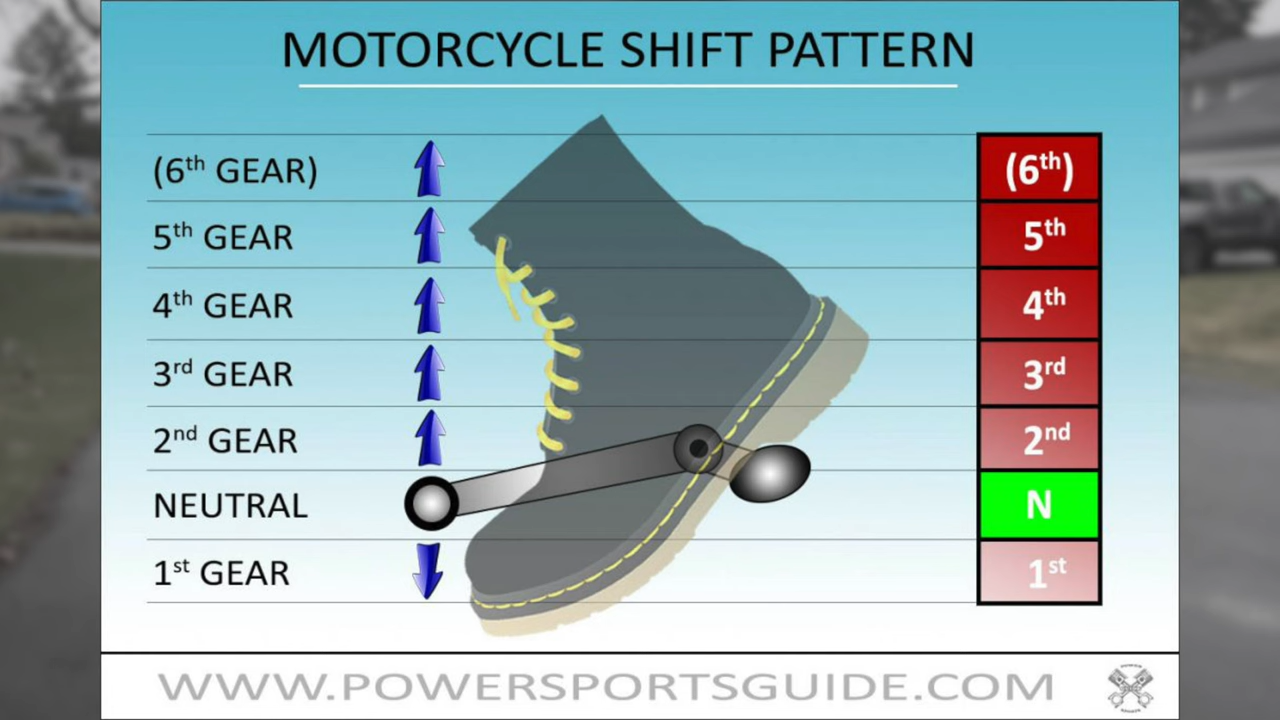 MOTORCYCLE SHIFT PATTERN
(6th GEAR) (6th)
5th GEAR 5th
4th GEAR 4th
3rd GEAR 3rd
2nd GEAR 2nd
NEUTRAL N
1st GEAR 1st
WWW.POWERSPORTSGUIDE.COM